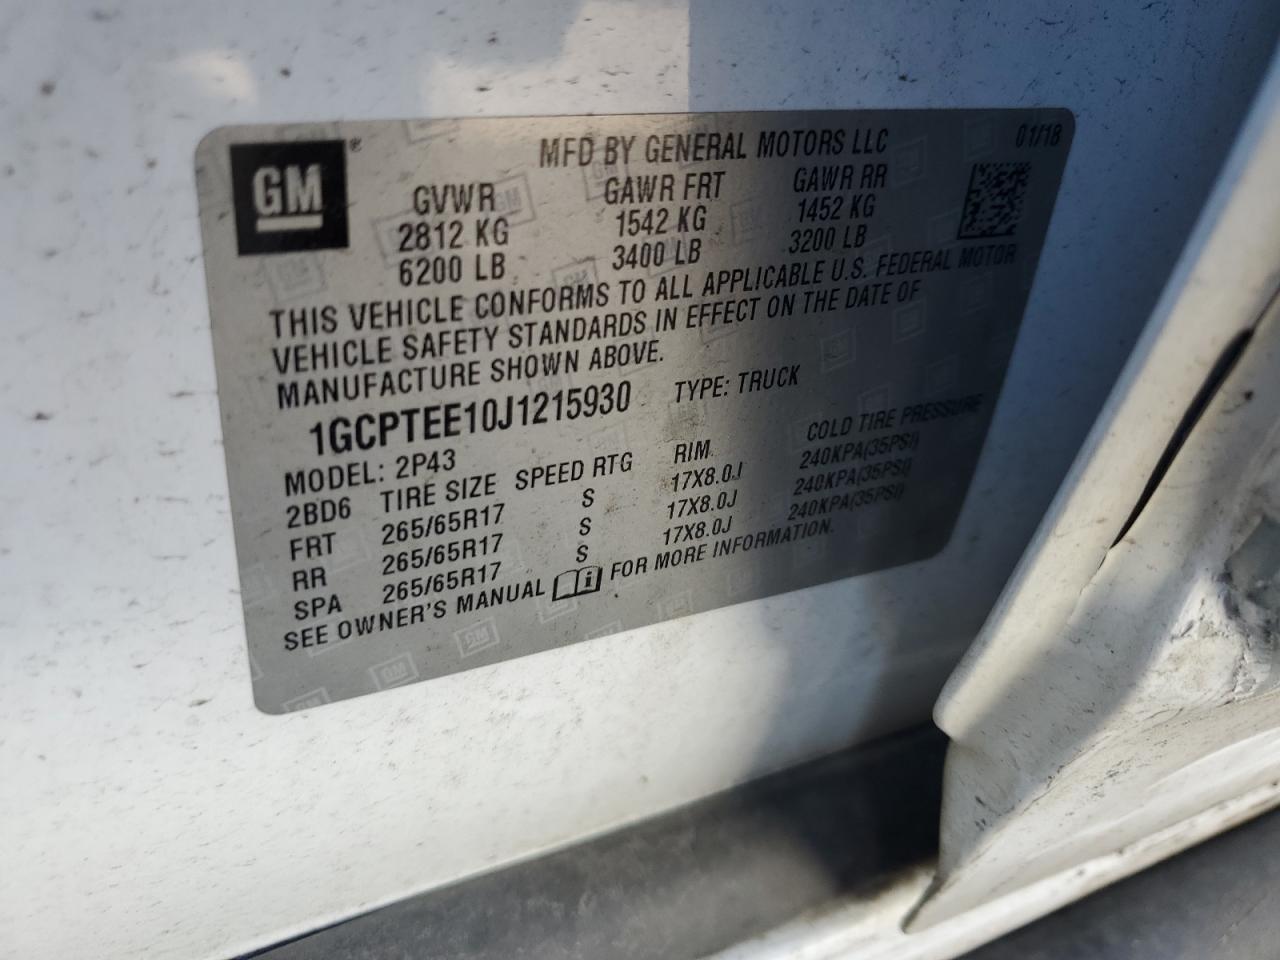 GM®
MFD BY GENERAL MOTORS LLC
01/18
GVWR GAWR FRT GAWR RR
2812 KG 1542 KG 1452 KG
6200 LB 3400 LB 3200 LB
THIS VEHICLE CONFORMS TO ALL APPLICABLE U.S. FEDERAL MOTOR
VEHICLE SAFETY STANDARDS IN EFFECT ON THE DATE OF
MANUFACTURE SHOWN ABOVE.
1GCPTEE10J1215930 TYPE: TRUCK
MODEL: 2P43
2BD6 TIRE SIZE SPEED RTG RIM COLD TIRE PRESSURE
FRT 265/65R17 S 17X8.0J 240KPA(35PSI)
RR 265/65R17 S 17X8.0J 240KPA(35PSI)
SPA 265/65R17 S 17X8.0J 240KPA(35PSI)
SEE OWNER'S MANUAL FOR MORE INFORMATION.